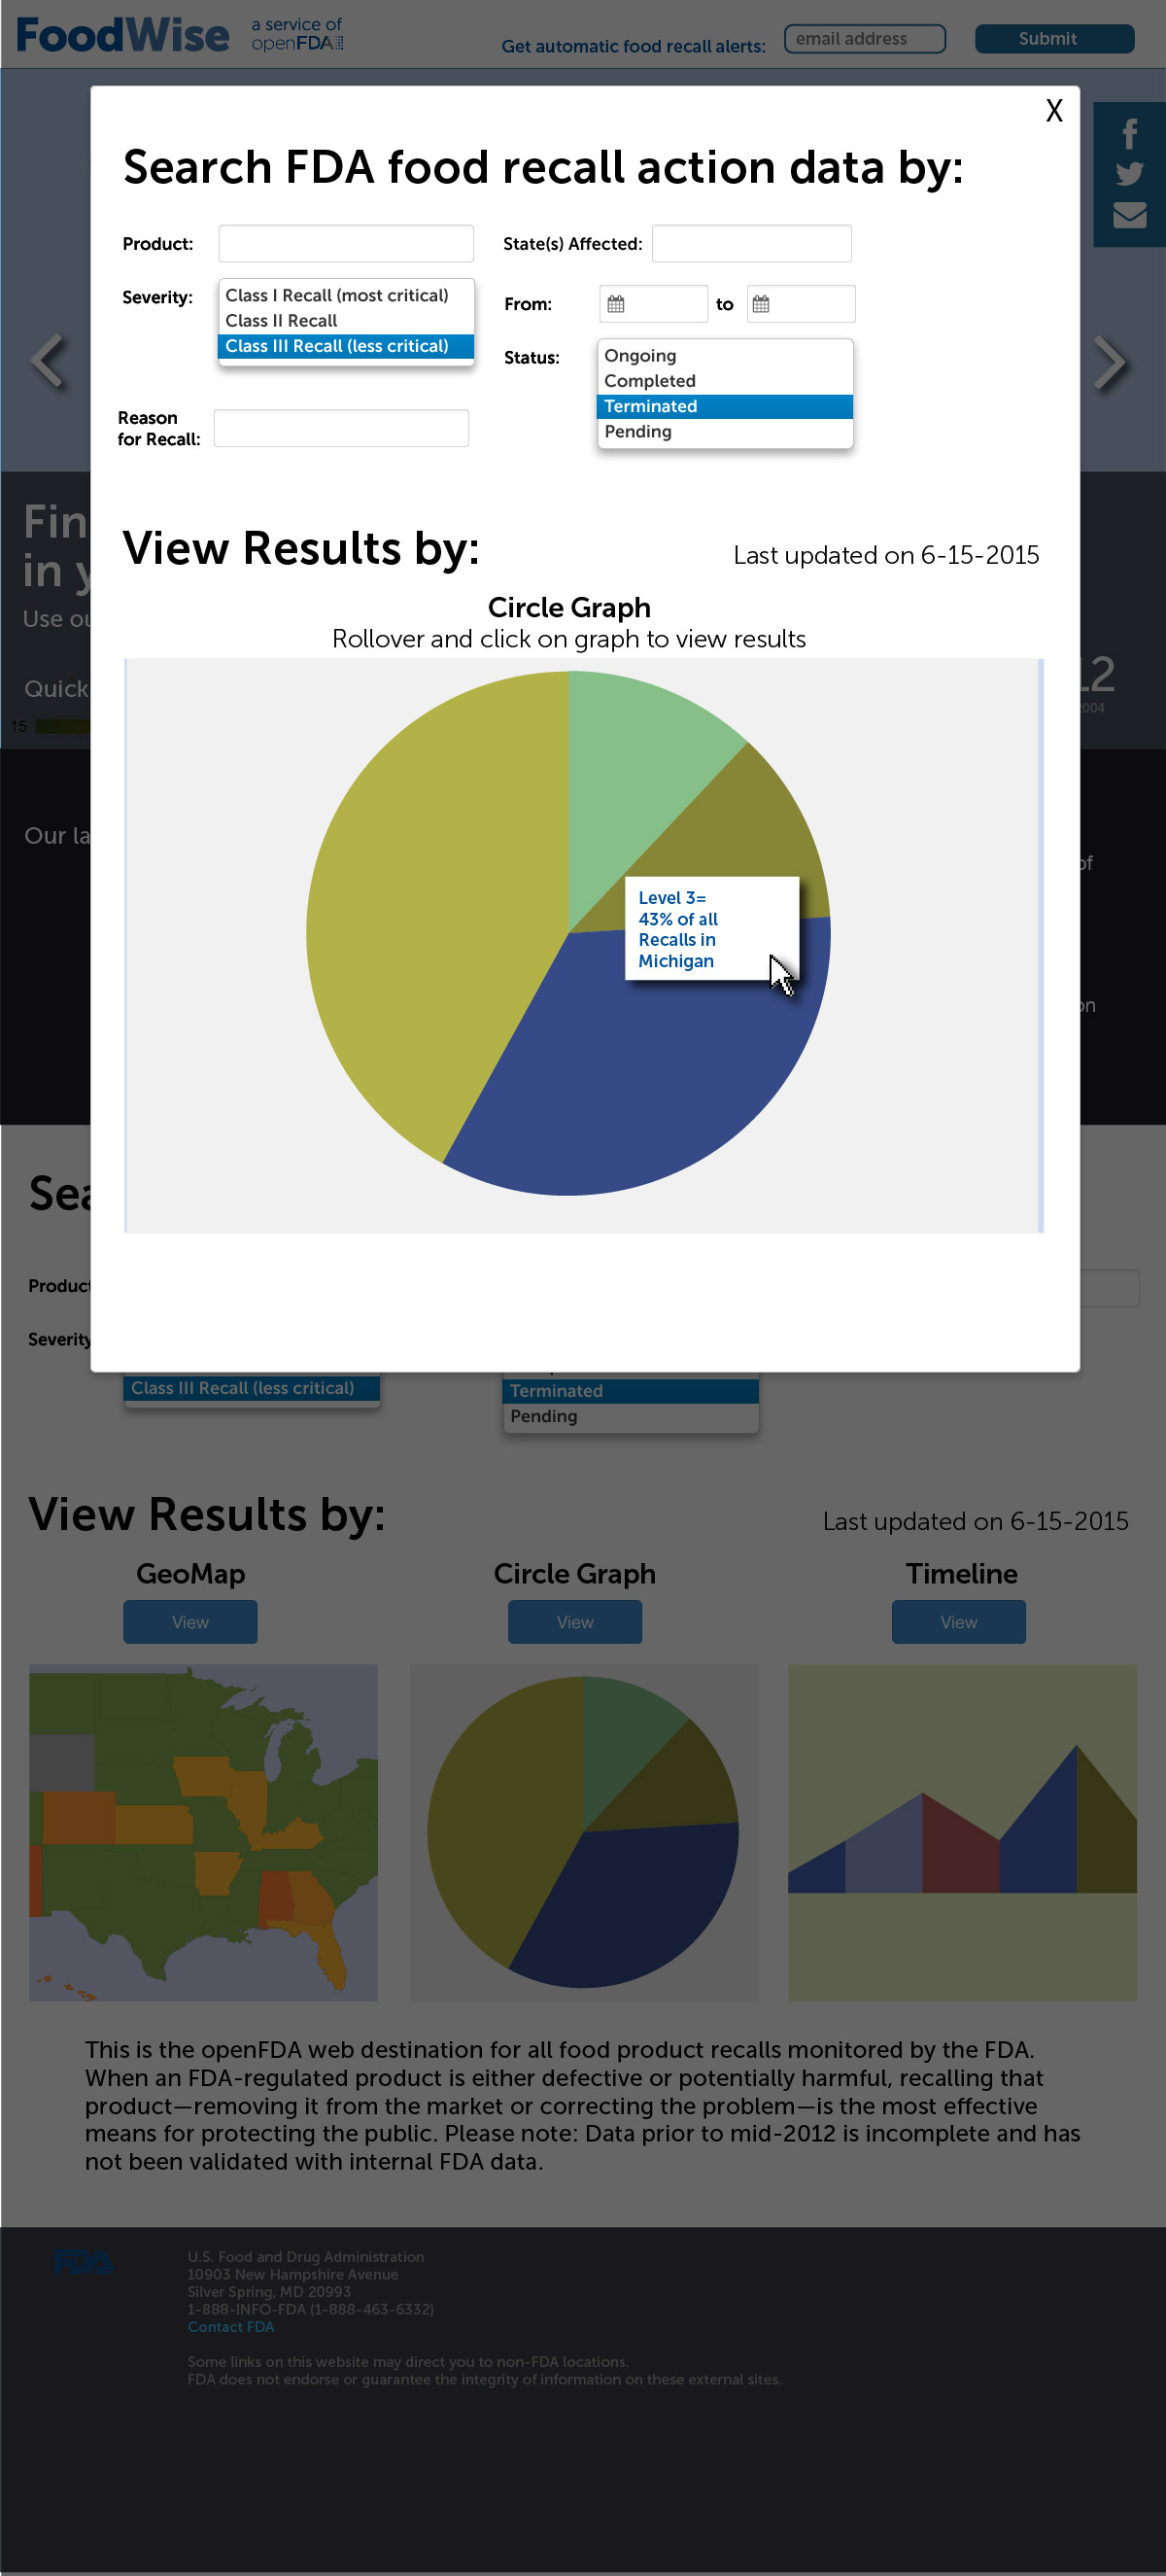 FoodWise
a service of
openFDA
Get automatic food recall alerts:
email address
Submit
X
Search FDA food recall action data by:
Product:
State(s) Affected:
Severity:
Class I Recall (most critical)
Class II Recall
Class III Recall (less critical)
From:
to
Status:
Ongoing
Completed
Terminated
Pending
Reason
for Recall:
Fin
in y
Use ou
Quick
15
12
2004
View Results by:
Last updated on 6-15-2015
Circle Graph
Rollover and click on graph to view results
Level 3=
43% of all
Recalls in
Michigan
Our la
of
on
Sea
Product
Severity
Class III Recall (less critical)
Terminated
Pending
View Results by:
Last updated on 6-15-2015
GeoMap
Circle Graph
Timeline
View
View
View
This is the openFDA web destination for all food product recalls monitored by the FDA.
When an FDA-regulated product is either defective or potentially harmful, recalling that
product—removing it from the market or correcting the problem—is the most effective
means for protecting the public. Please note: Data prior to mid-2012 is incomplete and has
not been validated with internal FDA data.
FDA
U.S. Food and Drug Administration
10903 New Hampshire Avenue
Silver Spring, MD 20993
1-888-INFO-FDA (1-888-463-6332)
Contact FDA
Some links on this website may direct you to non-FDA locations.
FDA does not endorse or guarantee the integrity of information on these external sites.